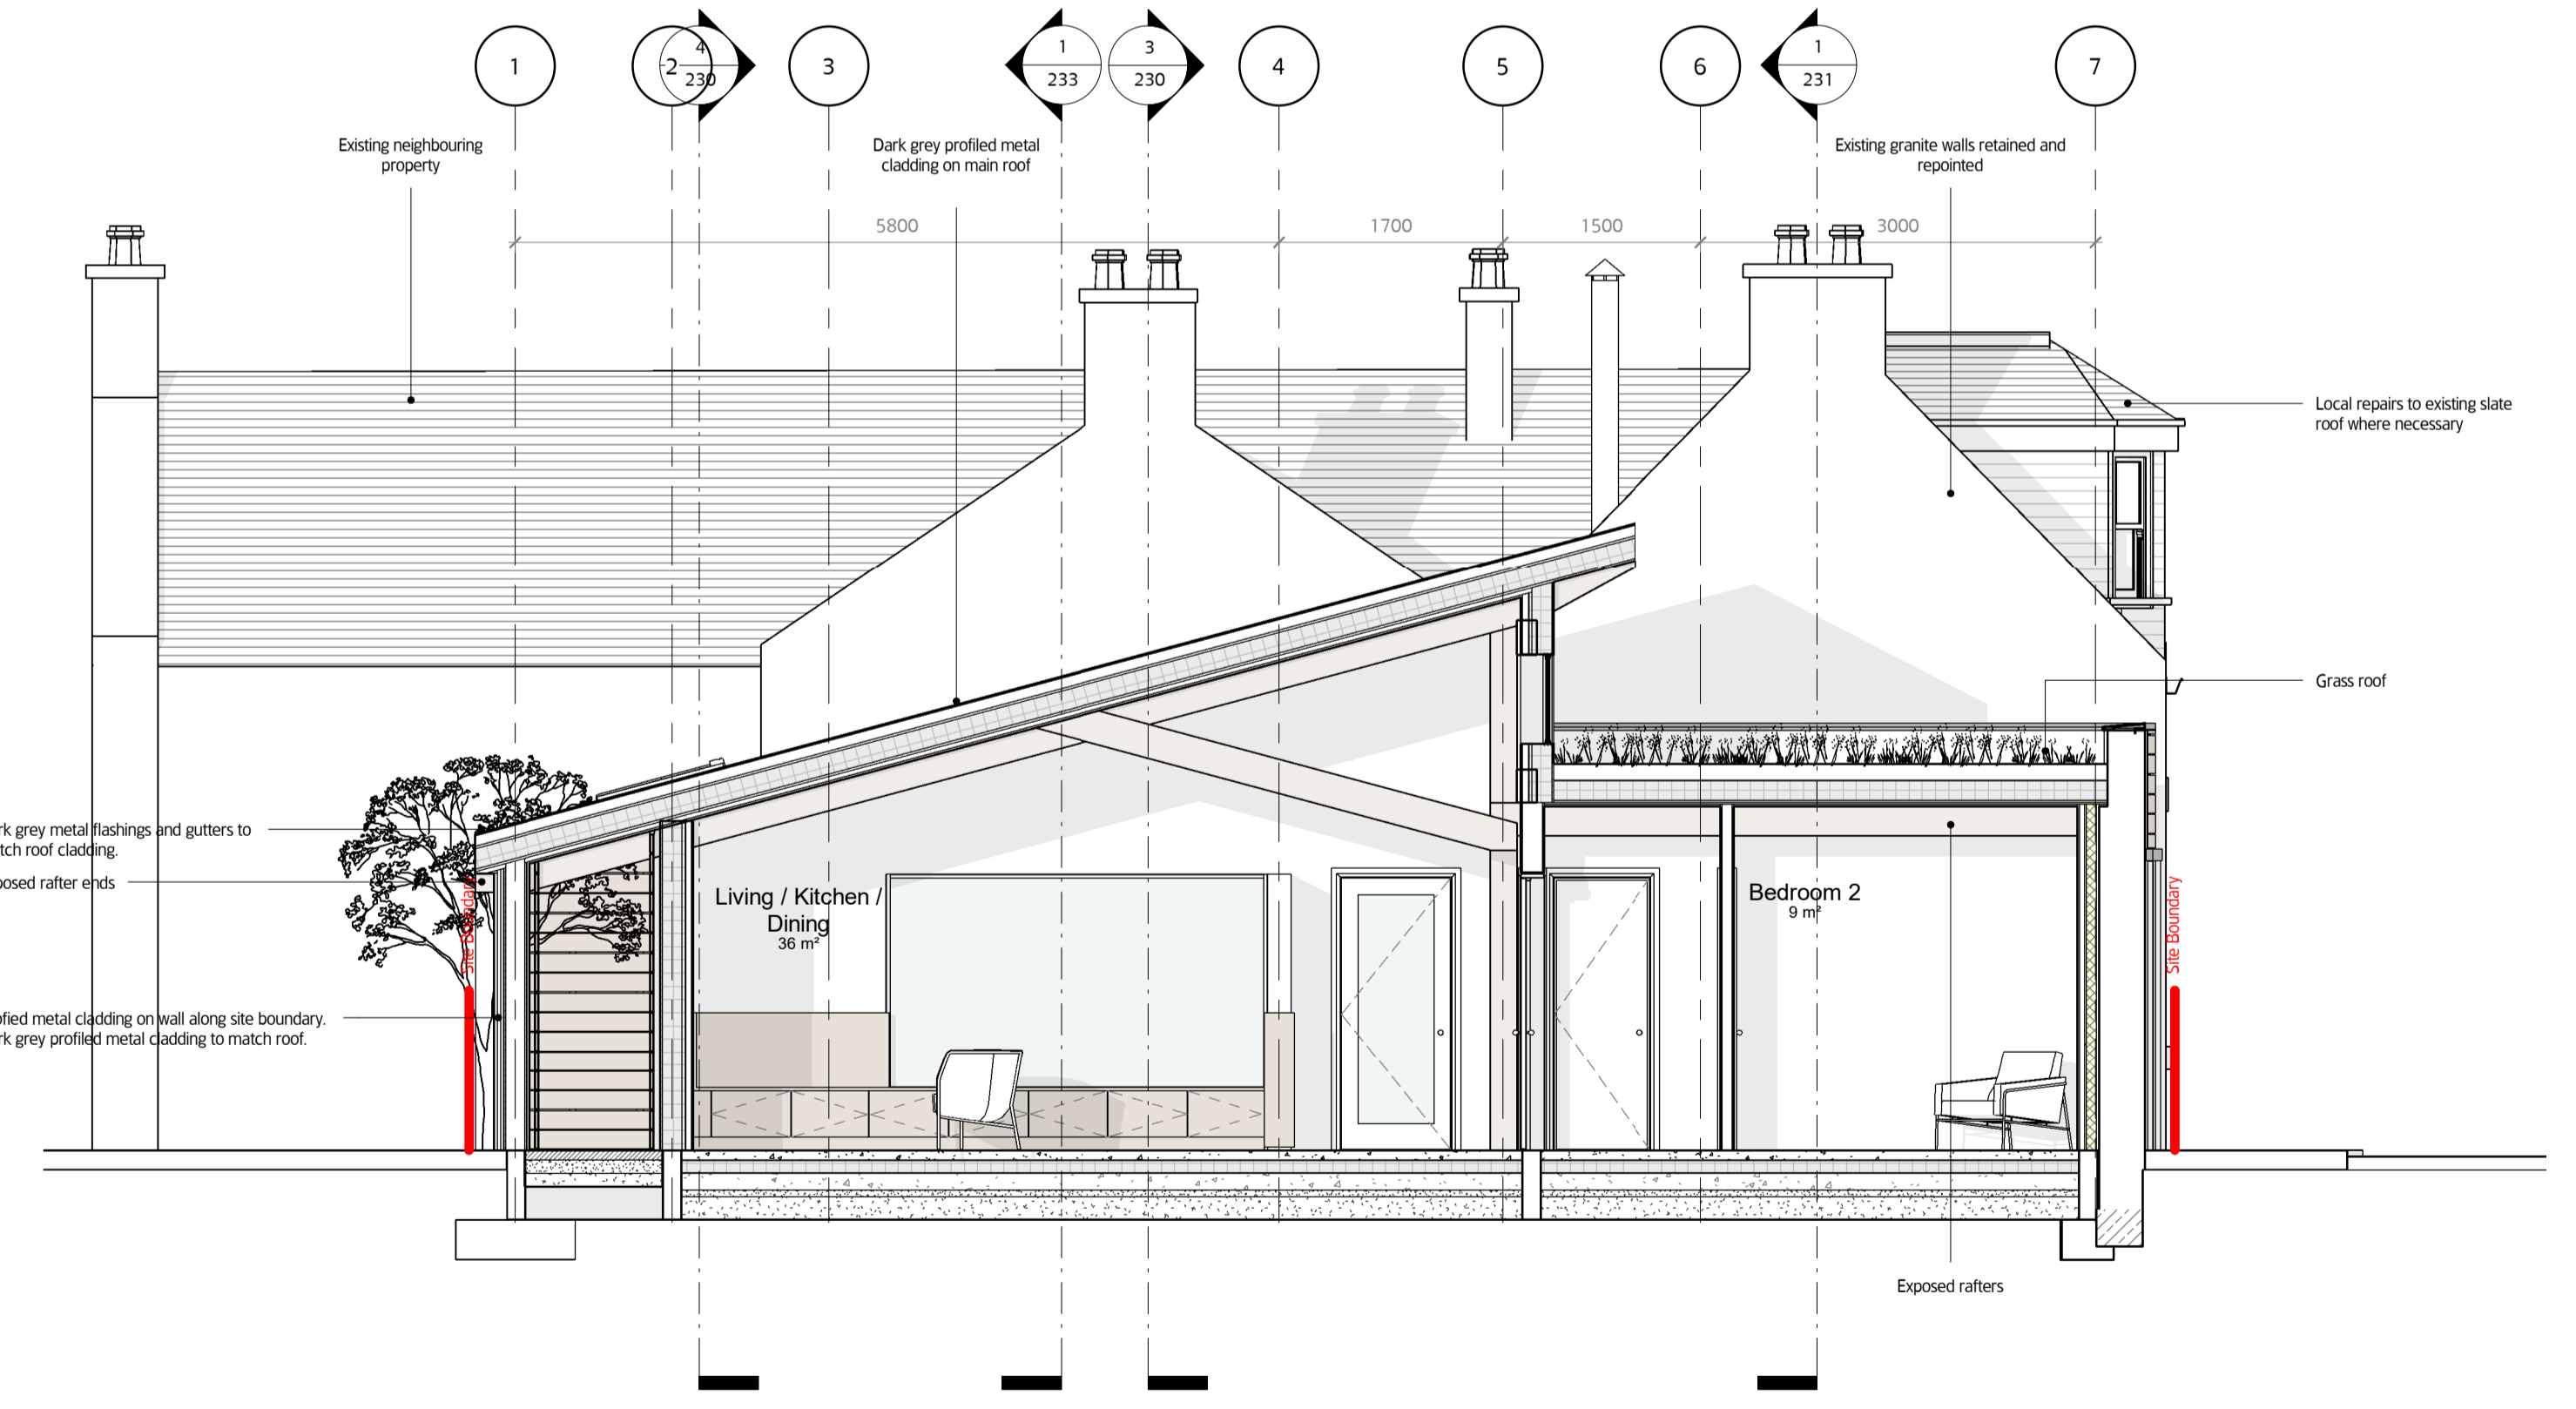 1
2
4
230
3
1
233
3
230
4
5
6
1
231
7
Existing neighbouring
property
Dark grey profiled metal
cladding on main roof
Existing granite walls retained and
repointed
5800
1700
1500
3000
Local repairs to existing slate
roof where necessary
Grass roof
rk grey metal flashings and gutters to
tch roof cladding.
posed rafter ends
Site Boundary
Living / Kitchen /
Dining
36 m²
Bedroom 2
9 m²
Site Boundary
ofied metal cladding on wall along site boundary.
rk grey profiled metal cladding to match roof.
Exposed rafters